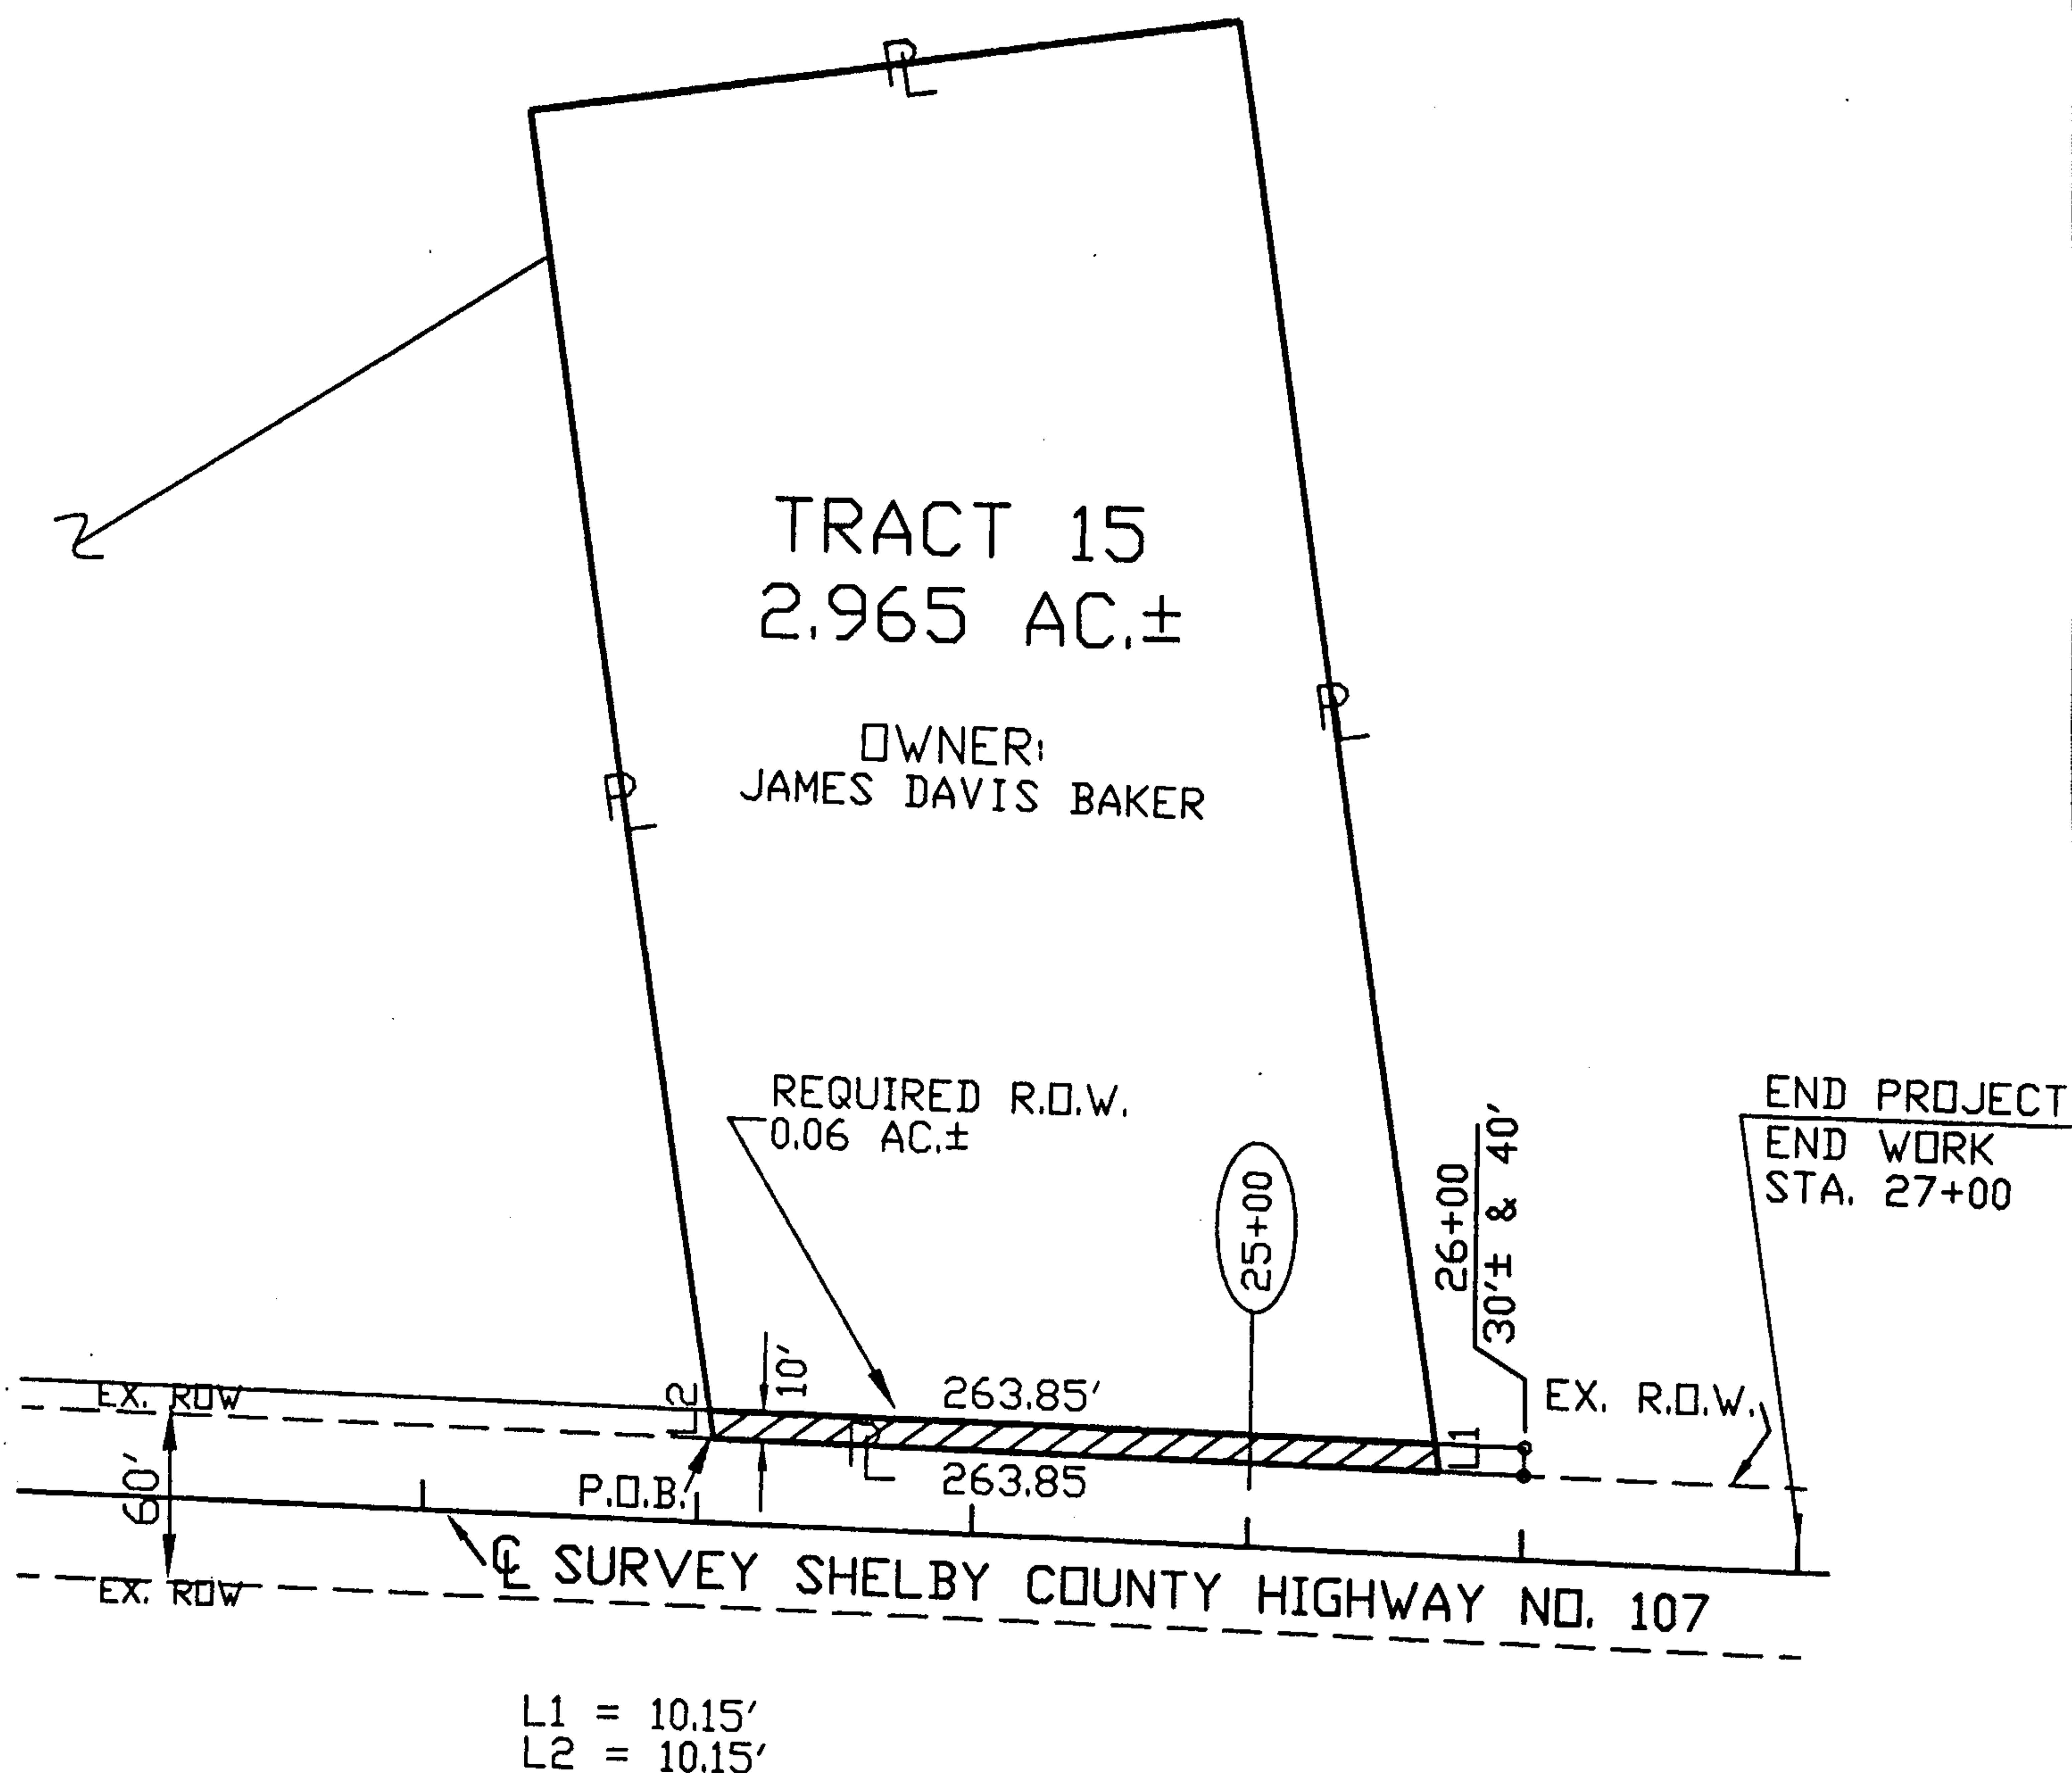 PL
N
TRACT 15
2.965 AC.±
PL
OWNER:
JAMES DAVIS BAKER
PL
REQUIRED R.O.W.
0.06 AC.±
END PROJECT
END WORK
STA. 27+00
25+00
26+00
30'± & 40'
EX. ROW
L2
10'
263.85'
EX. R.O.W.
L1
PL
60'
P.O.B.
263.85
CL SURVEY SHELBY COUNTY HIGHWAY NO. 107
EX. ROW
L1 = 10.15'
L2 = 10.15'